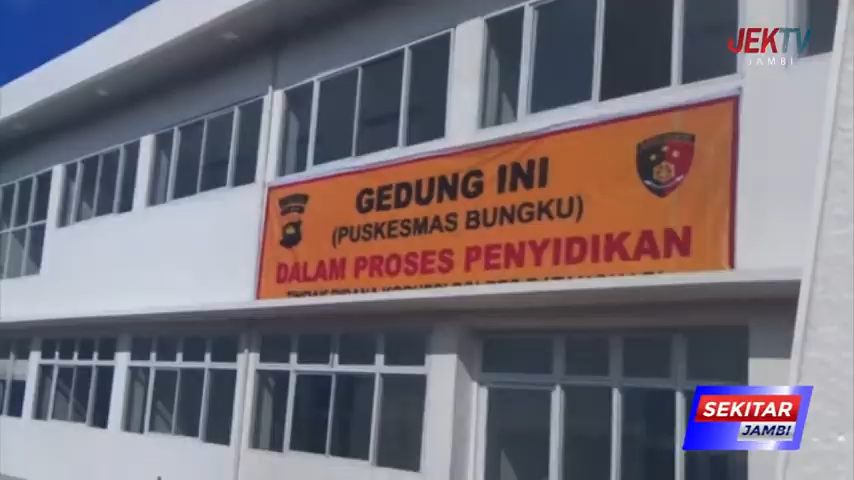 JEKTV
JAMBI
GEDUNG INI
(PUSKESMAS BUNGKU)
DALAM PROSES PENYIDIKAN
SEKITAR
JAMBI